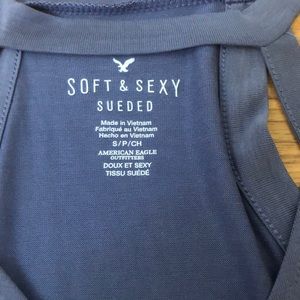 SOFT & SEXY
SUEDED
Made in Vietnam
Fabriqué au Vietnam
Hecho en Vietnam
S/P/CH
AMERICAN EAGLE
OUTFITTERS
DOUX ET SEXY
TISSU SUÉDÉ